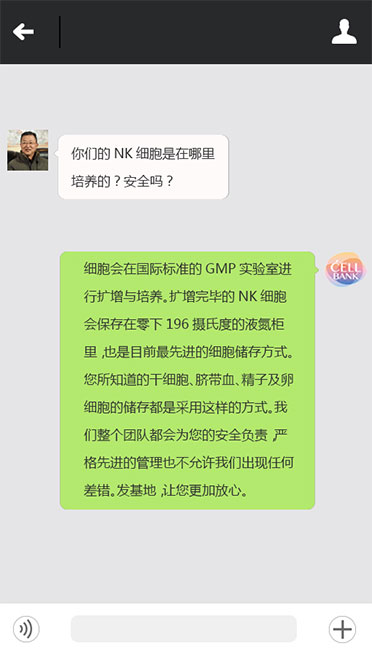 你们的 NK 细胞是在哪里
培养的？安全吗？
细胞会在国际标准的 GMP 实验室进
行扩增与培养。扩增完毕的 NK 细胞
会保存在零下 196 摄氏度的液氮柜
里，也是目前最先进的细胞储存方式。
您所知道的干细胞、脐带血、精子及卵
细胞的储存都是采用这样的方式。我
们整个团队都会为您的安全负责，严
格先进的管理也不允许我们出现任何
差错。发基地，让您更加放心。
CELL
BANK